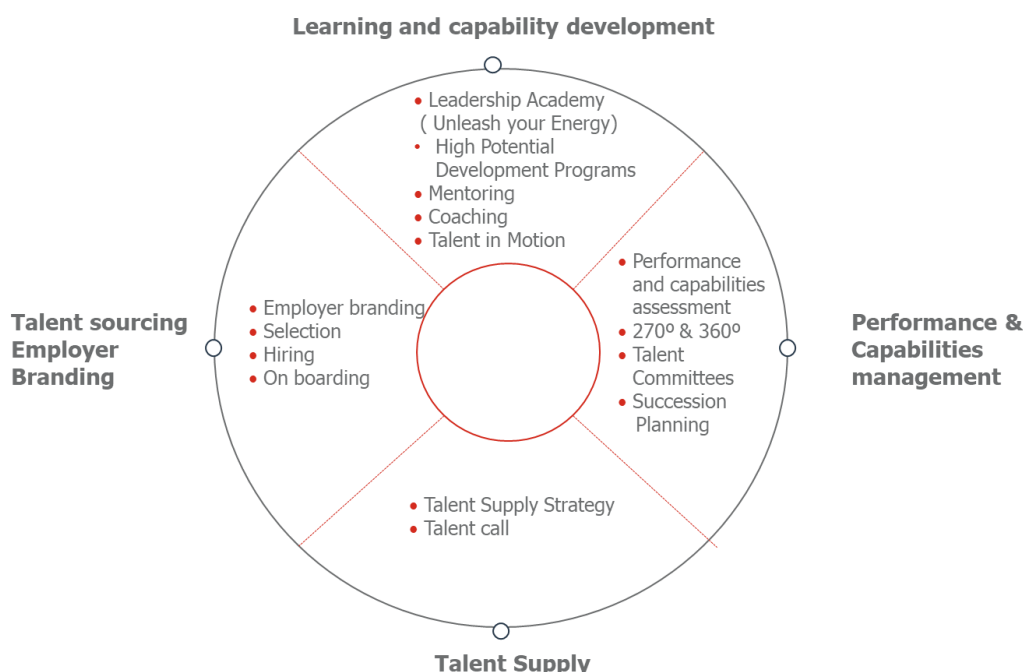 Learning and capability development
• Leadership Academy
( Unleash your Energy)
• High Potential
Development Programs
• Mentoring
• Coaching
• Talent in Motion
Talent sourcing
Employer
Branding
• Employer branding
• Selection
• Hiring
• On boarding
• Performance
and capabilities
assessment
• 270º & 360º
• Talent
Committees
• Succession
Planning
Performance &
Capabilities
management
• Talent Supply Strategy
• Talent call
Talent Supply